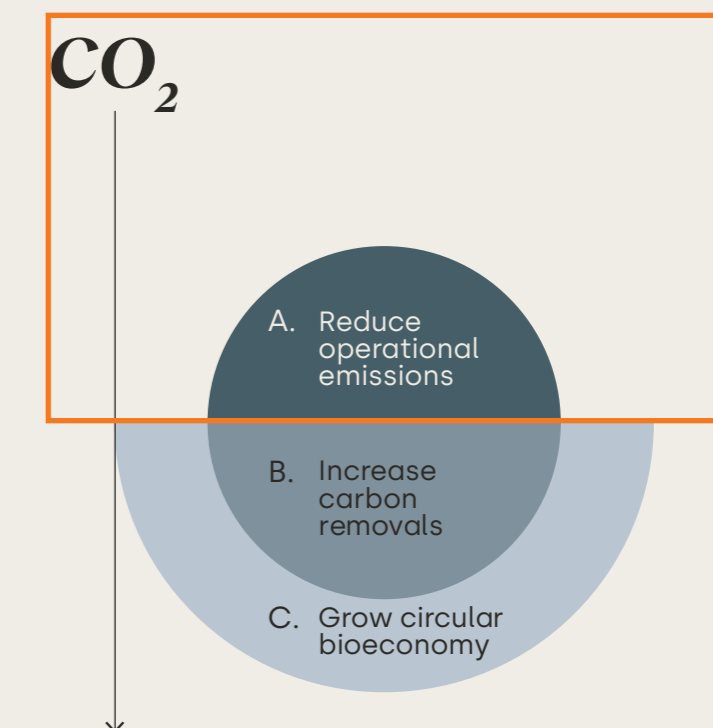 CO₂
A. Reduce
operational
emissions
B. Increase
carbon
removals
C. Grow circular
bioeconomy